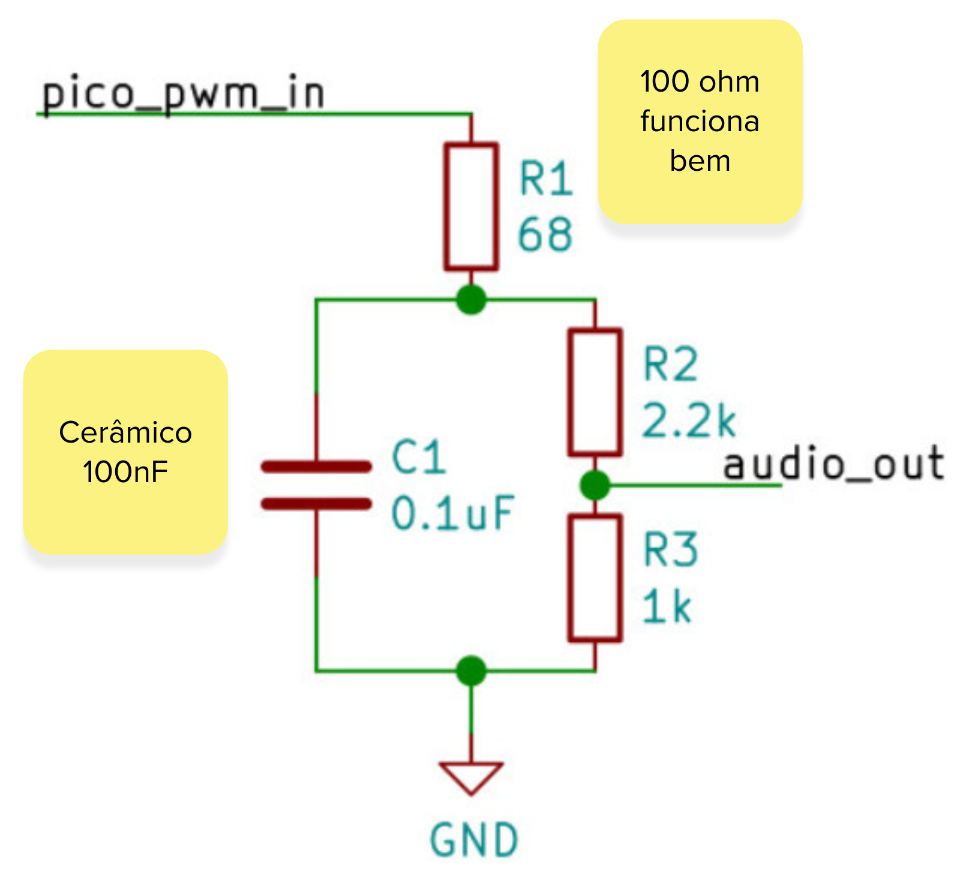 pico_pwm_in
100 ohm
funciona
bem
R1
68
R2
2.2k
audio_out
Cerâmico
100nF
C1
0.1uF
R3
1k
GND